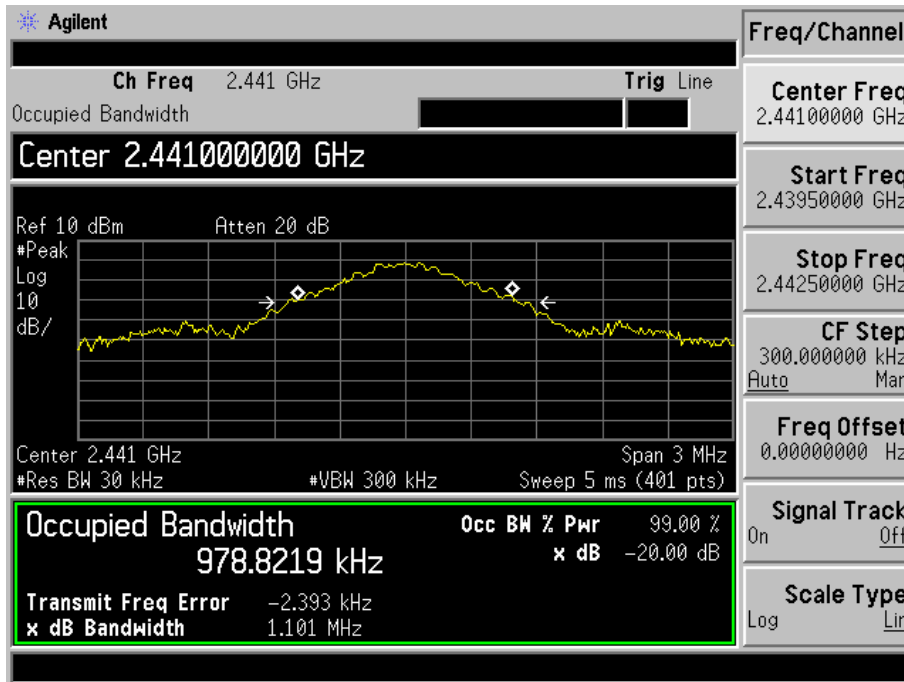 Agilent
Freq/Channel
Ch Freq 2.441 GHz Trig Line
Occupied Bandwidth
Center 2.441000000 GHz
Ref 10 dBm Atten 20 dB
#Peak
Log
10
dB/
Center 2.441 GHz Span 3 MHz
#Res BW 30 kHz #VBW 300 kHz Sweep 5 ms (401 pts)
Occupied Bandwidth
978.8219 kHz
Occ BW % Pwr 99.00 %
x dB -20.00 dB
Transmit Freq Error -2.393 kHz
x dB Bandwidth 1.101 MHz
Center Freq
2.44100000 GHz
Start Freq
2.43950000 GHz
Stop Freq
2.44250000 GHz
CF Step
300.000000 kHz
Auto Man
Freq Offset
0.00000000 Hz
Signal Track
On Off
Scale Type
Log Lin